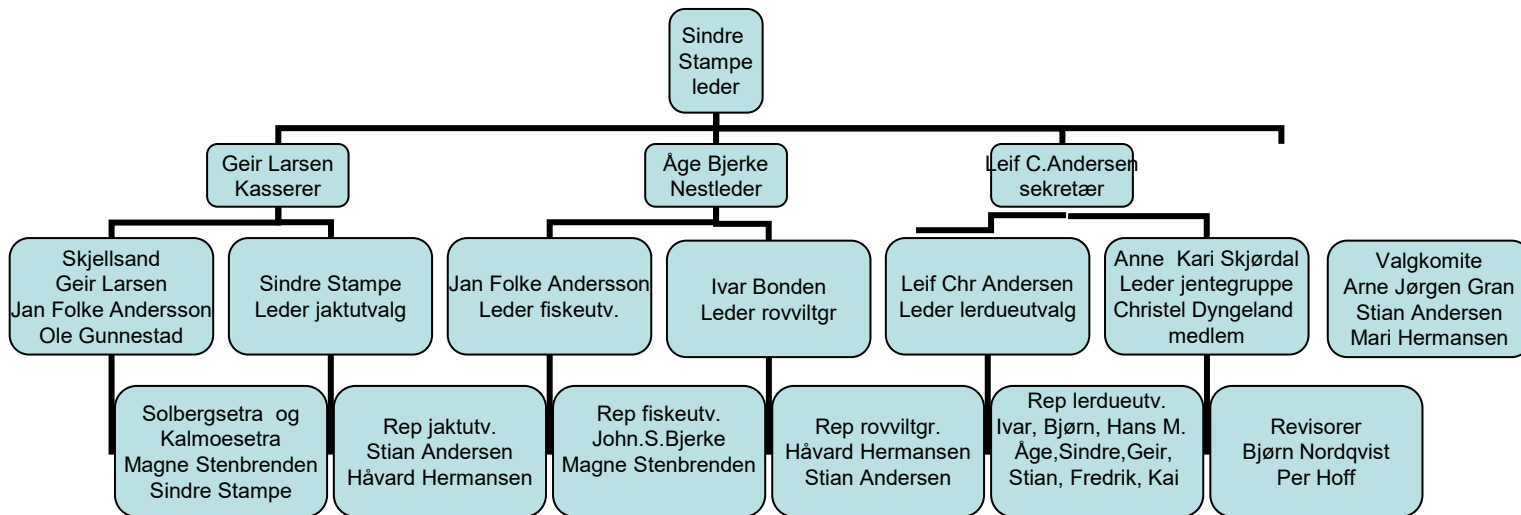 Sindre
Stampe
leder
Geir Larsen
Kasserer
Åge Bjerke
Nestleder
Leif C.Andersen
sekretær
Skjellsand
Geir Larsen
Jan Folke Andersson
Ole Gunnestad
Sindre Stampe
Leder jaktutvalg
Jan Folke Andersson
Leder fiskeutv.
Ivar Bonden
Leder rovviltgr
Leif Chr Andersen
Leder lerdueutvalg
Anne Kari Skjørdal
Leder jentegruppe
Christel Dyngeland
medlem
Valgkomite
Arne Jørgen Gran
Stian Andersen
Mari Hermansen
Solbergsetra og
Kalmoesetra
Magne Stenbrenden
Sindre Stampe
Rep jaktutv.
Stian Andersen
Håvard Hermansen
Rep fiskeutv.
John.S.Bjerke
Magne Stenbrenden
Rep rovviltgr.
Håvard Hermansen
Stian Andersen
Rep lerdueutv.
Ivar, Bjørn, Hans M.
Åge,Sindre,Geir,
Stian, Fredrik, Kai
Revisorer
Bjørn Nordqvist
Per Hoff